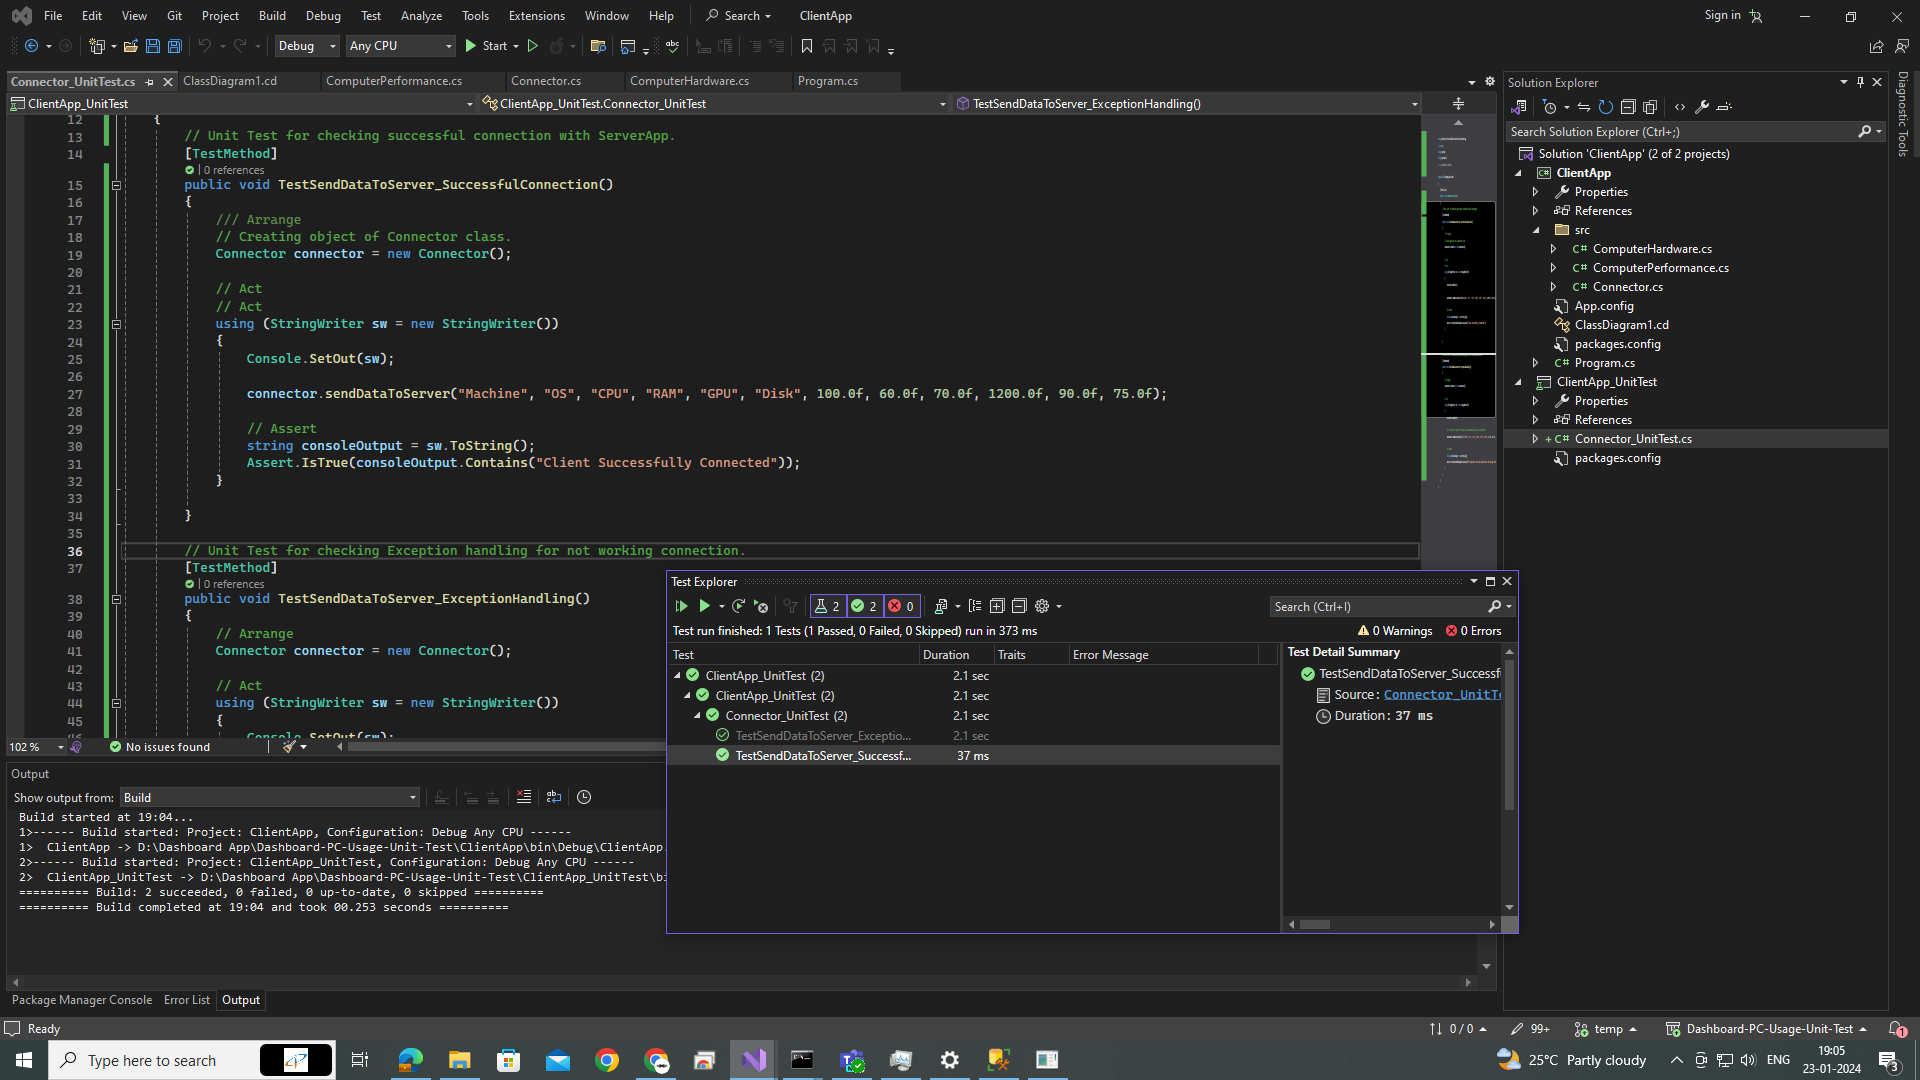 File Edit View Git Project Build Debug Test Analyze Tools Extensions Window Help Search ClientApp Sign in
Debug Any CPU Start
Connector_UnitTest.cs ClassDiagram1.cd ComputerPerformance.cs Connector.cs ComputerHardware.cs Program.cs
ClientApp_UnitTest ClientApp_UnitTest.Connector_UnitTest TestSendDataToServer_ExceptionHandling()
12 {
13 // Unit Test for checking successful connection with ServerApp.
14 [TestMethod]
0 references
15 public void TestSendDataToServer_SuccessfulConnection()
16 {
17 /// Arrange
18 // Creating object of Connector class.
19 Connector connector = new Connector();
20
21 // Act
22 // Act
23 using (StringWriter sw = new StringWriter())
24 {
25 Console.SetOut(sw);
26
27 connector.sendDataToServer("Machine", "OS", "CPU", "RAM", "GPU", "Disk", 100.0f, 60.0f, 70.0f, 1200.0f, 90.0f, 75.0f);
28
29 // Assert
30 string consoleOutput = sw.ToString();
31 Assert.IsTrue(consoleOutput.Contains("Client Successfully Connected"));
32 }
33
34 }
35
36 // Unit Test for checking Exception handling for not working connection.
37 [TestMethod]
0 references
38 public void TestSendDataToServer_ExceptionHandling()
39 {
40 // Arrange
41 Connector connector = new Connector();
42
43 // Act
44 using (StringWriter sw = new StringWriter())
45 {
46 Console.SetOut(sw);
102 % No issues found
Output
Show output from: Build
Build started at 19:04...
1>------ Build started: Project: ClientApp, Configuration: Debug Any CPU ------
1> ClientApp -> D:\Dashboard App\Dashboard-PC-Usage-Unit-Test\ClientApp\bin\Debug\ClientApp.
2>------ Build started: Project: ClientApp_UnitTest, Configuration: Debug Any CPU ------
2> ClientApp_UnitTest -> D:\Dashboard App\Dashboard-PC-Usage-Unit-Test\ClientApp_UnitTest\bi
========== Build: 2 succeeded, 0 failed, 0 up-to-date, 0 skipped ==========
========== Build completed at 19:04 and took 00.253 seconds ==========
Package Manager Console Error List Output
Test Explorer
2 2 0 Search (Ctrl+I)
Test run finished: 1 Tests (1 Passed, 0 Failed, 0 Skipped) run in 373 ms 0 Warnings 0 Errors
Test Duration Traits Error Message
ClientApp_UnitTest (2) 2.1 sec
ClientApp_UnitTest (2) 2.1 sec
Connector_UnitTest (2) 2.1 sec
TestSendDataToServer_Exceptio... 2.1 sec
TestSendDataToServer_Successf... 37 ms
Test Detail Summary
TestSendDataToServer_Successf
Source: Connector_UnitTe
Duration: 37 ms
Solution Explorer
Search Solution Explorer (Ctrl+;)
Solution 'ClientApp' (2 of 2 projects)
ClientApp
Properties
References
src
C# ComputerHardware.cs
C# ComputerPerformance.cs
C# Connector.cs
App.config
ClassDiagram1.cd
packages.config
C# Program.cs
ClientApp_UnitTest
Properties
References
+ C# Connector_UnitTest.cs
packages.config
Diagnostic Tools
Ready 0 / 0 99+ temp Dashboard-PC-Usage-Unit-Test 1
Type here to search 25°C Partly cloudy ENG 19:05
23-01-2024 3